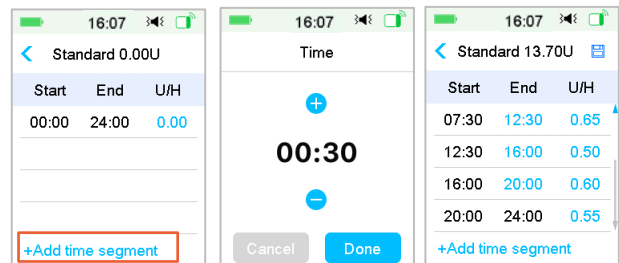 16:07
Standard 0.00U
Start End U/H
00:00 24:00 0.00
+Add time segment
16:07
Time
00:30
Cancel Done
16:07
Standard 13.70U
Start End U/H
07:30 12:30 0.65
12:30 16:00 0.50
16:00 20:00 0.60
20:00 24:00 0.55
+Add time segment